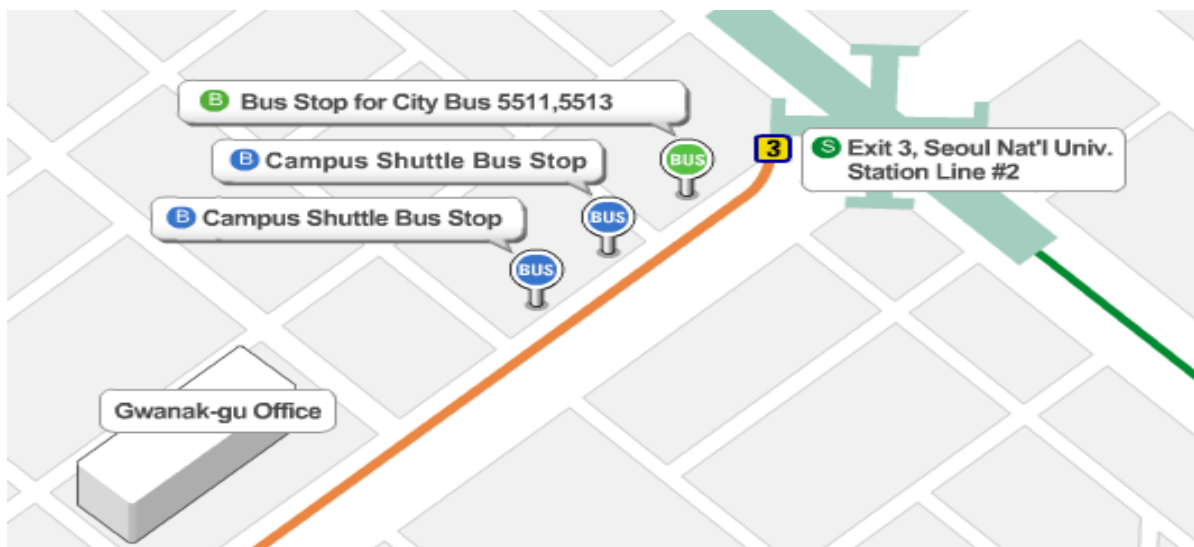 B Bus Stop for City Bus 5511,5513
BUS
3
S Exit 3, Seoul Nat'l Univ.
Station Line #2
B Campus Shuttle Bus Stop
BUS
B Campus Shuttle Bus Stop
BUS
Gwanak-gu Office